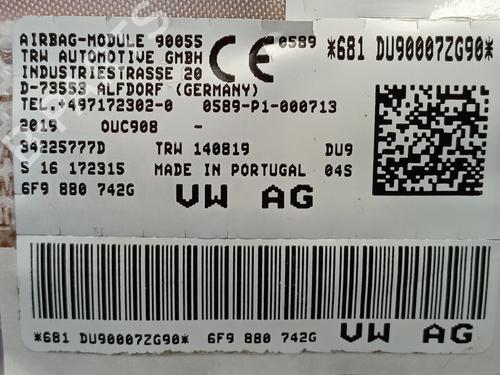 AIRBAG-MODULE 90055
TRW AUTOMOTIVE GMBH
INDUSTRIESTRASSE 20
D-73553 ALFDORF (GERMANY)
TEL.+497172302-0 0589-P1-000713
CE 0589
*681 DU90007ZG90*
2019 OUC908 -
34225777D TRW 140819 DU9
S 16 172315 MADE IN PORTUGAL 04S
6F9 880 742G VW AG
*681 DU90007ZG90* 6F9 880 742G VW AG